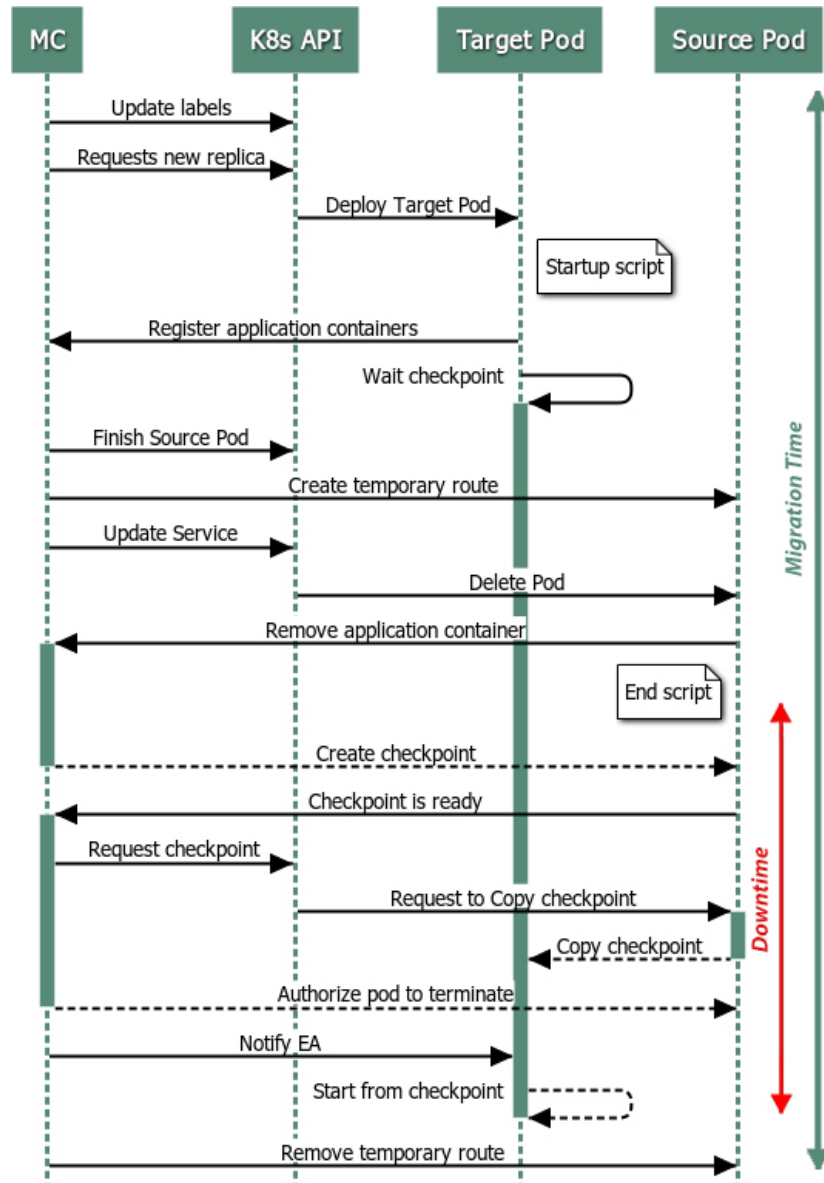 MC
K8s API
Target Pod
Source Pod
Update labels
Requests new replica
Deploy Target Pod
Startup script
Register application containers
Wait checkpoint
Finish Source Pod
Create temporary route
Update Service
Delete Pod
Remove application container
End script
Create checkpoint
Checkpoint is ready
Request checkpoint
Request to Copy checkpoint
Copy checkpoint
Authorize pod to terminate
Notify EA
Start from checkpoint
Remove temporary route
Migration Time
Downtime